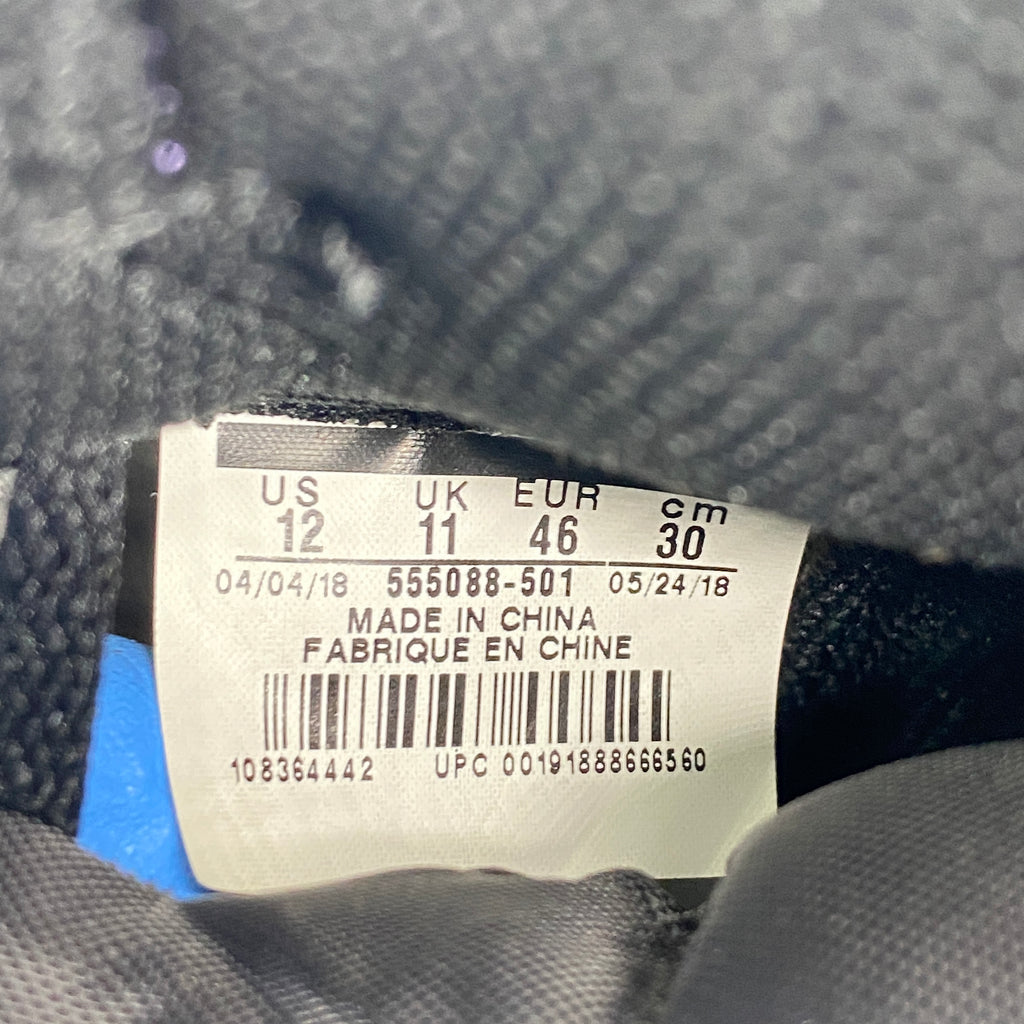 US UK EUR cm
12 11 46 30
04/04/18 555088-501 05/24/18
MADE IN CHINA
FABRIQUE EN CHINE
108364442 UPC 00191888666560